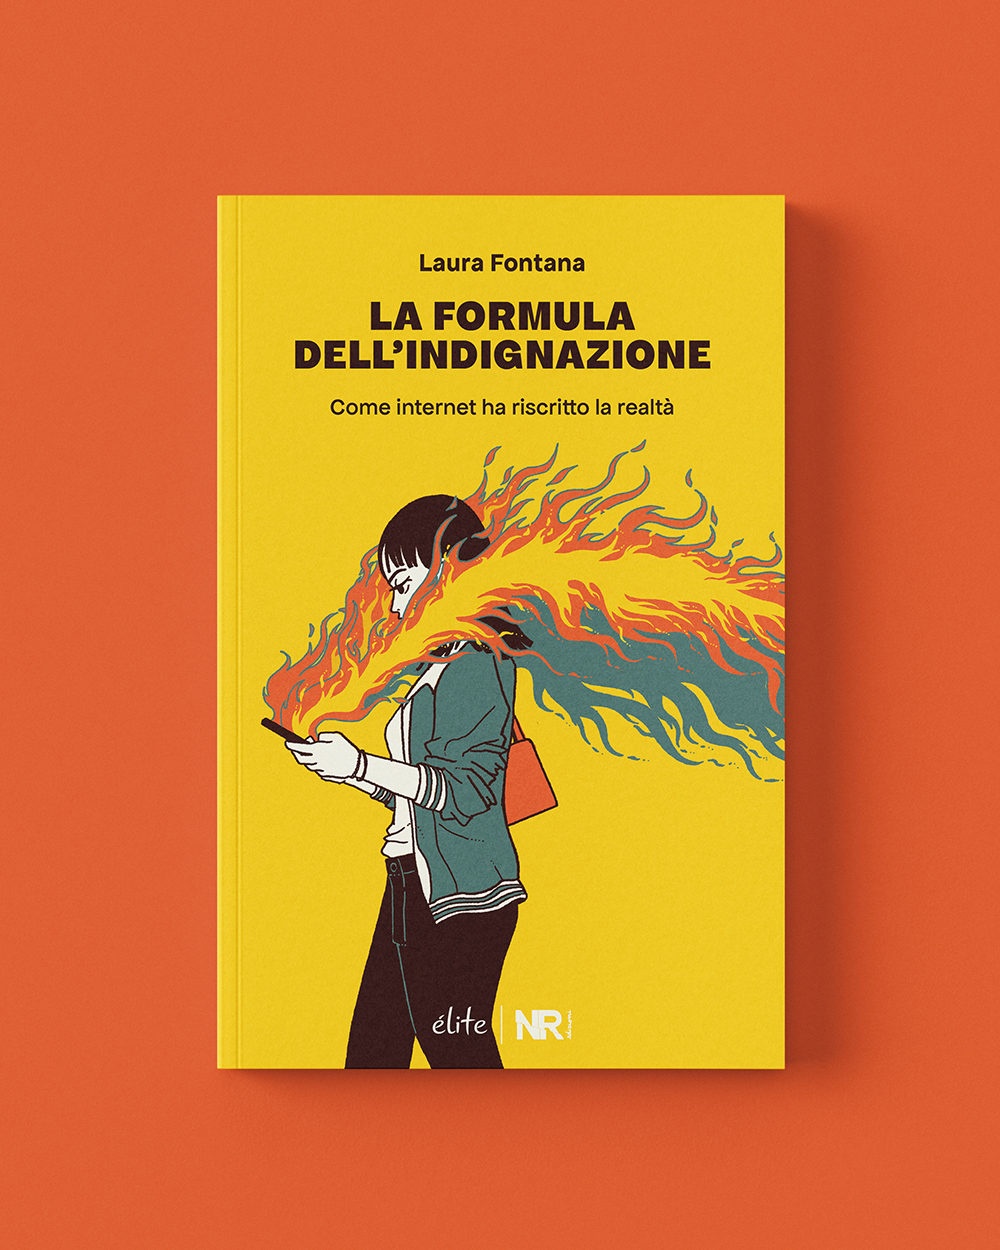 Laura Fontana
LA FORMULA
DELL’INDIGNAZIONE
Come internet ha riscritto la realtà
élite
NR